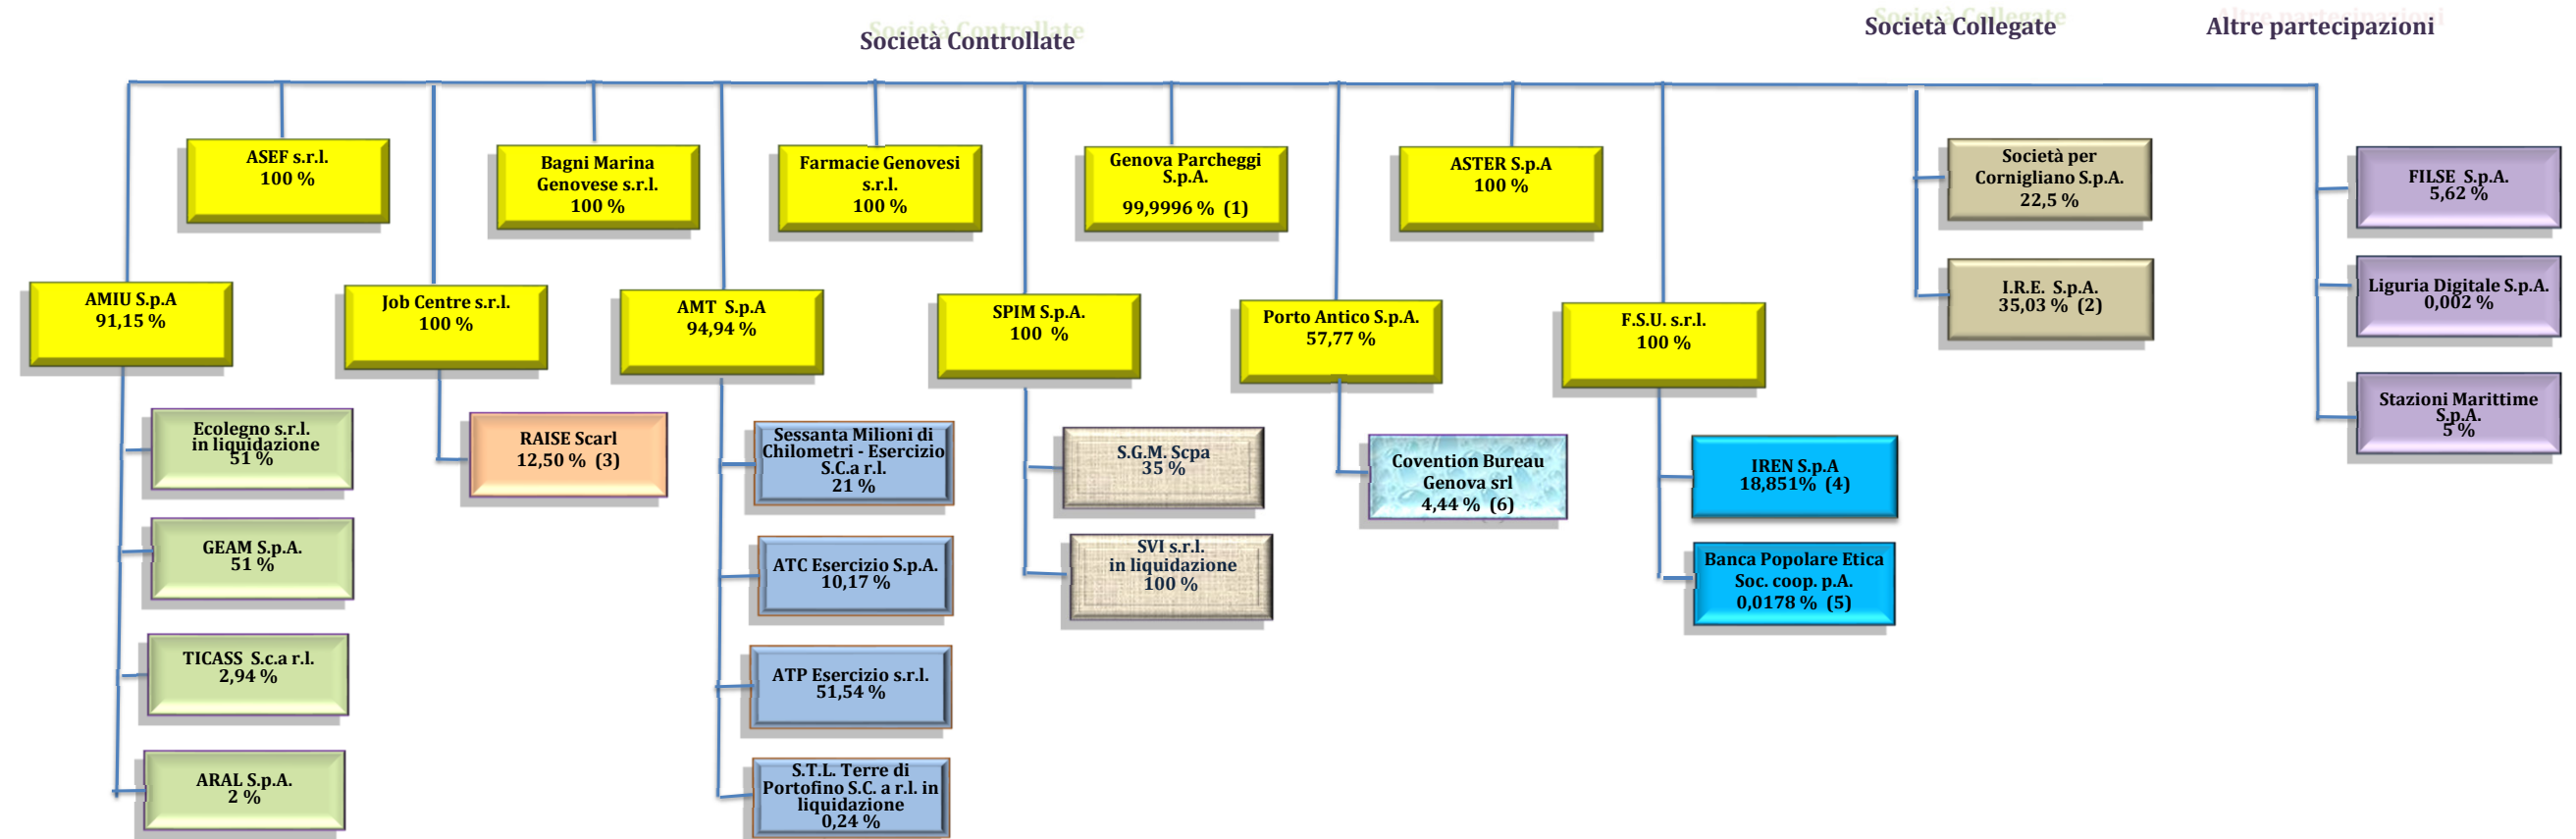 Società Controllate
Società Collegate
Altre partecipazioni
ASEF s.r.l.
100 %
Bagni Marina
Genovese s.r.l.
100 %
Farmacie Genovesi
s.r.l.
100 %
Genova Parcheggi
S.p.A.
99,9996 % (1)
ASTER S.p.A
100 %
Società per
Cornigliano S.p.A.
22,5 %
FILSE S.p.A.
5,62 %
AMIU S.p.A
91,15 %
Job Centre s.r.l.
100 %
AMT S.p.A
94,94 %
SPIM S.p.A.
100 %
Porto Antico S.p.A.
57,77 %
F.S.U. s.r.l.
100 %
I.R.E. S.p.A.
35,03 % (2)
Liguria Digitale S.p.A.
0,002 %
Stazioni Marittime
S.p.A.
5 %
Ecolegno s.r.l.
in liquidazione
51 %
GEAM S.p.A.
51 %
TICASS S.c.a r.l.
2,94 %
ARAL S.p.A.
2 %
RAISE Scarl
12,50 % (3)
Sessanta Milioni di
Chilometri - Esercizio
S.C.a r.l.
21 %
ATC Esercizio S.p.A.
10,17 %
ATP Esercizio s.r.l.
51,54 %
S.T.L. Terre di
Portofino S.C. a r.l. in
liquidazione
0,24 %
S.G.M. Scpa
35 %
SVI s.r.l.
in liquidazione
100 %
Covention Bureau
Genova srl
4,44 % (6)
IREN S.p.A
18,851% (4)
Banca Popolare Etica
Soc. coop. p.A.
0,0178 % (5)